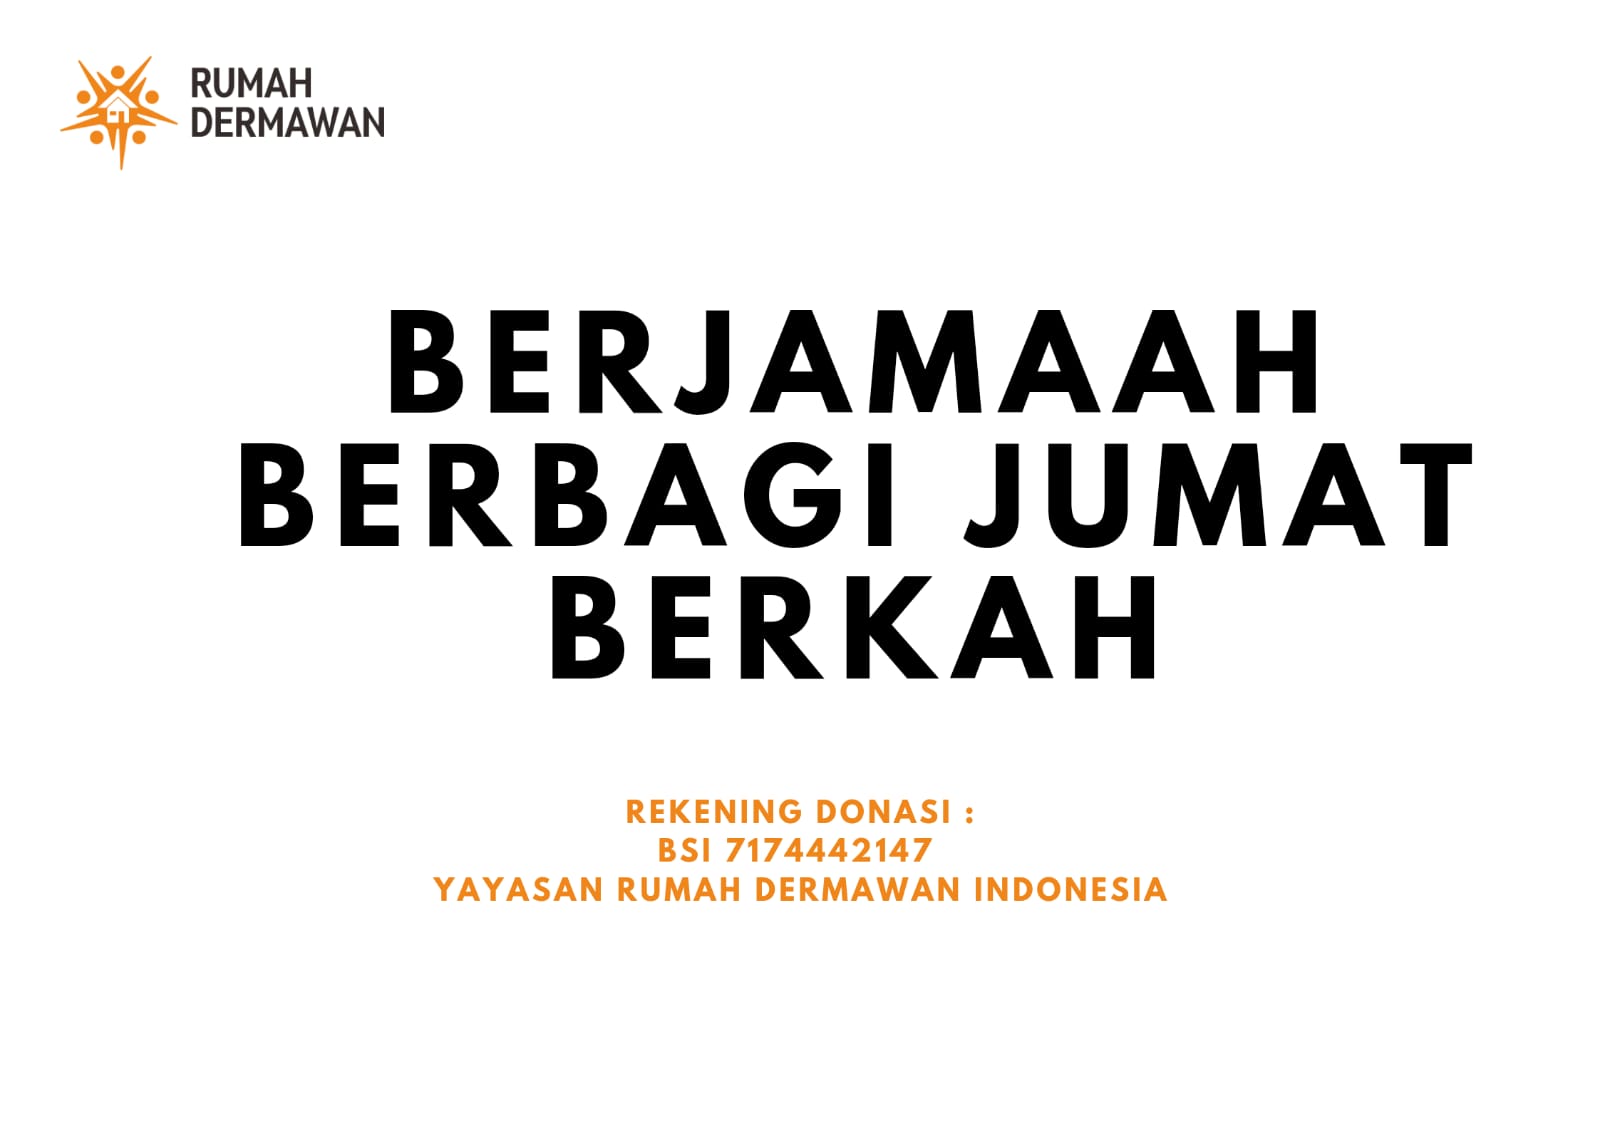 RUMAH
DERMAWAN
BERJAMAAH
BERBAGI JUMAT
BERKAH
REKENING DONASI :
BSI 7174442147
YAYASAN RUMAH DERMAWAN INDONESIA